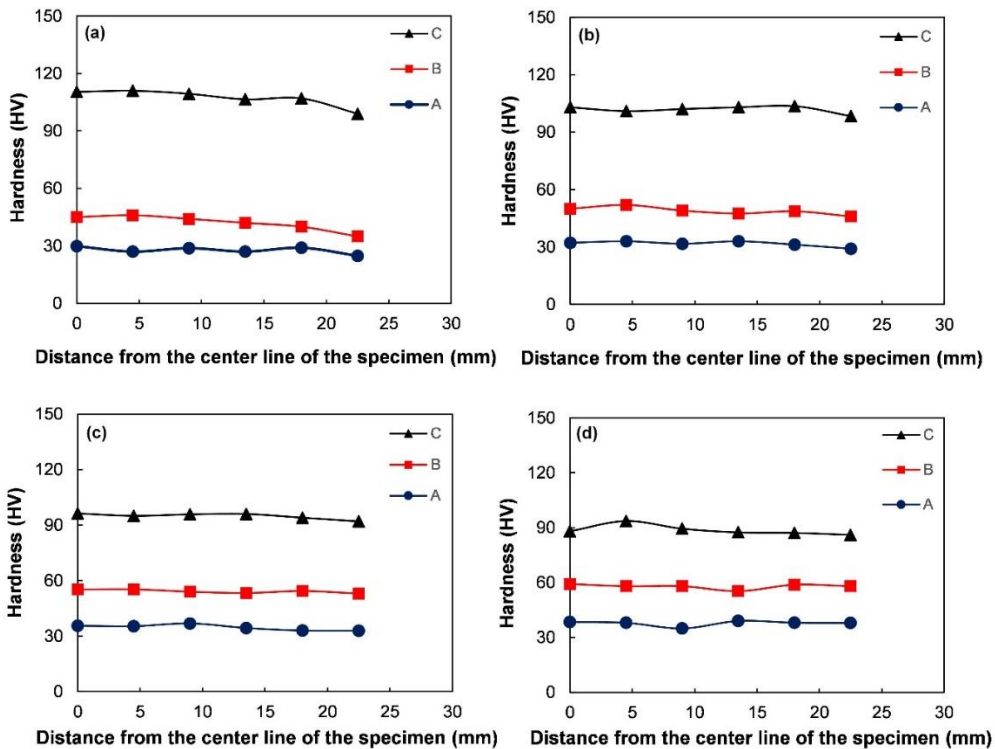 (a)
C
B
A
150
120
90
60
30
0
Hardness (HV)
0 5 10 15 20 25 30
Distance from the center line of the specimen (mm)
(b)
C
B
A
150
120
90
60
30
0
Hardness (HV)
0 5 10 15 20 25 30
Distance from the center line of the specimen (mm)
(c)
C
B
A
150
120
90
60
30
0
Hardness (HV)
0 5 10 15 20 25 30
Distance from the center line of the specimen (mm)
(d)
C
B
A
150
120
90
60
30
0
Hardness (HV)
0 5 10 15 20 25 30
Distance from the center line of the specimen (mm)